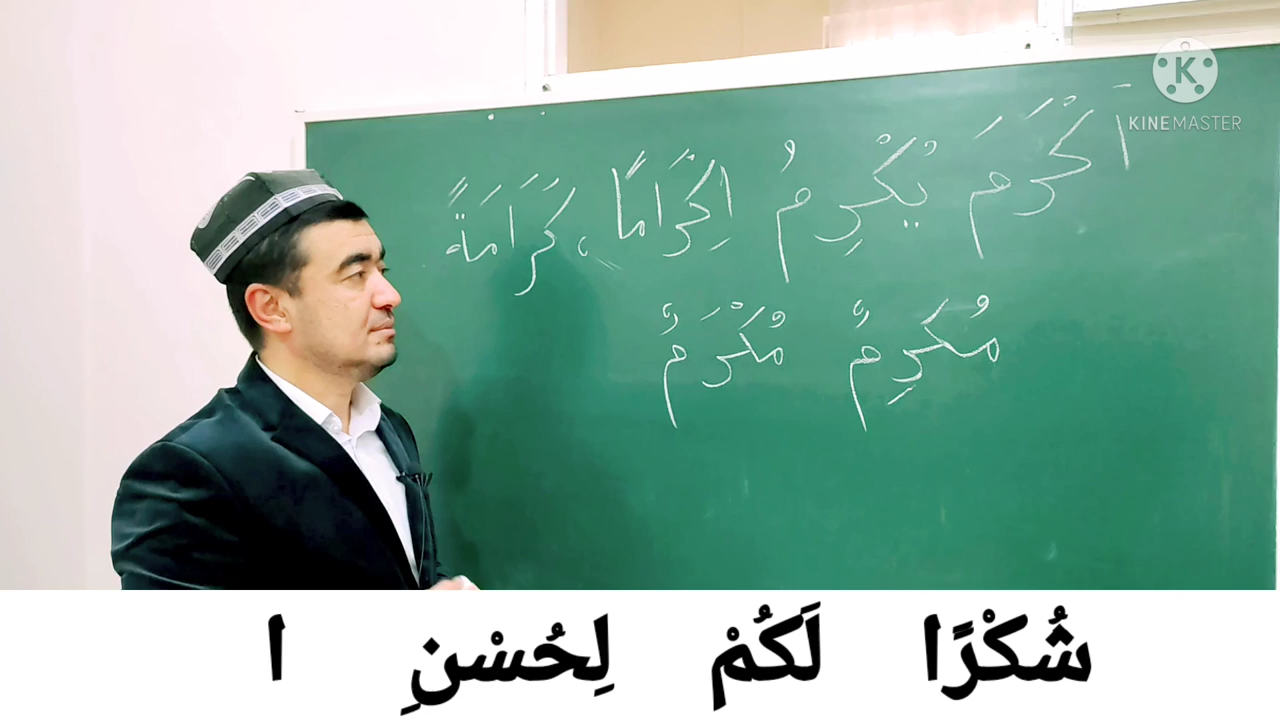 KINEMASTER
أَكْرَمَ يُكْرِمُ إِكْرَامًا، كَرَامَةً
مُكْرِمٌ مُكْرَمٌ
شُكْرًا لَكُمْ لِحُسْنِ ا